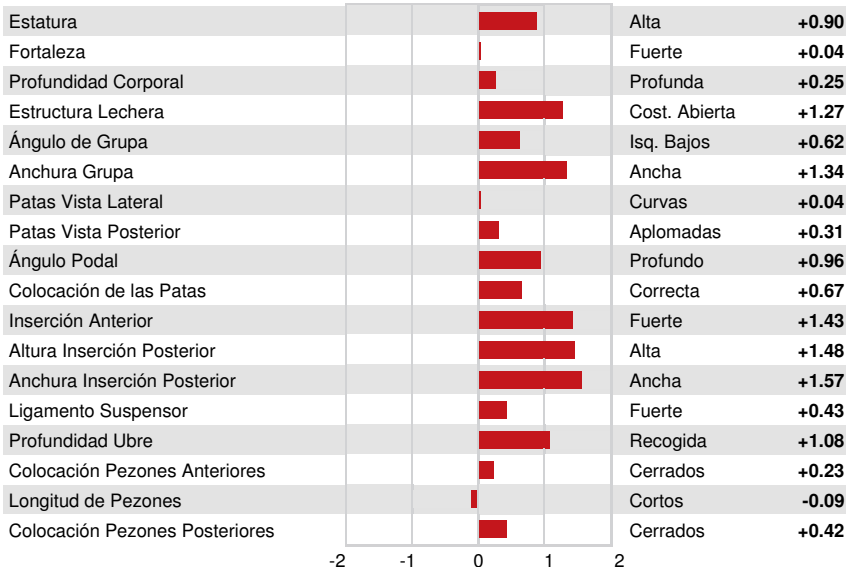 Estatura Alta +0.90
Fortaleza Fuerte +0.04
Profundidad Corporal Profunda +0.25
Estructura Lechera Cost. Abierta +1.27
Ángulo de Grupa Isq. Bajos +0.62
Anchura Grupa Ancha +1.34
Patas Vista Lateral Curvas +0.04
Patas Vista Posterior Aplomadas +0.31
Ángulo Podal Profundo +0.96
Colocación de las Patas Correcta +0.67
Inserción Anterior Fuerte +1.43
Altura Inserción Posterior Alta +1.48
Anchura Inserción Posterior Ancha +1.57
Ligamento Suspensor Fuerte +0.43
Profundidad Ubre Recogida +1.08
Colocación Pezones Anteriores Cerrados +0.23
Longitud de Pezones Cortos -0.09
Colocación Pezones Posteriores Cerrados +0.42
-2 -1 0 1 2